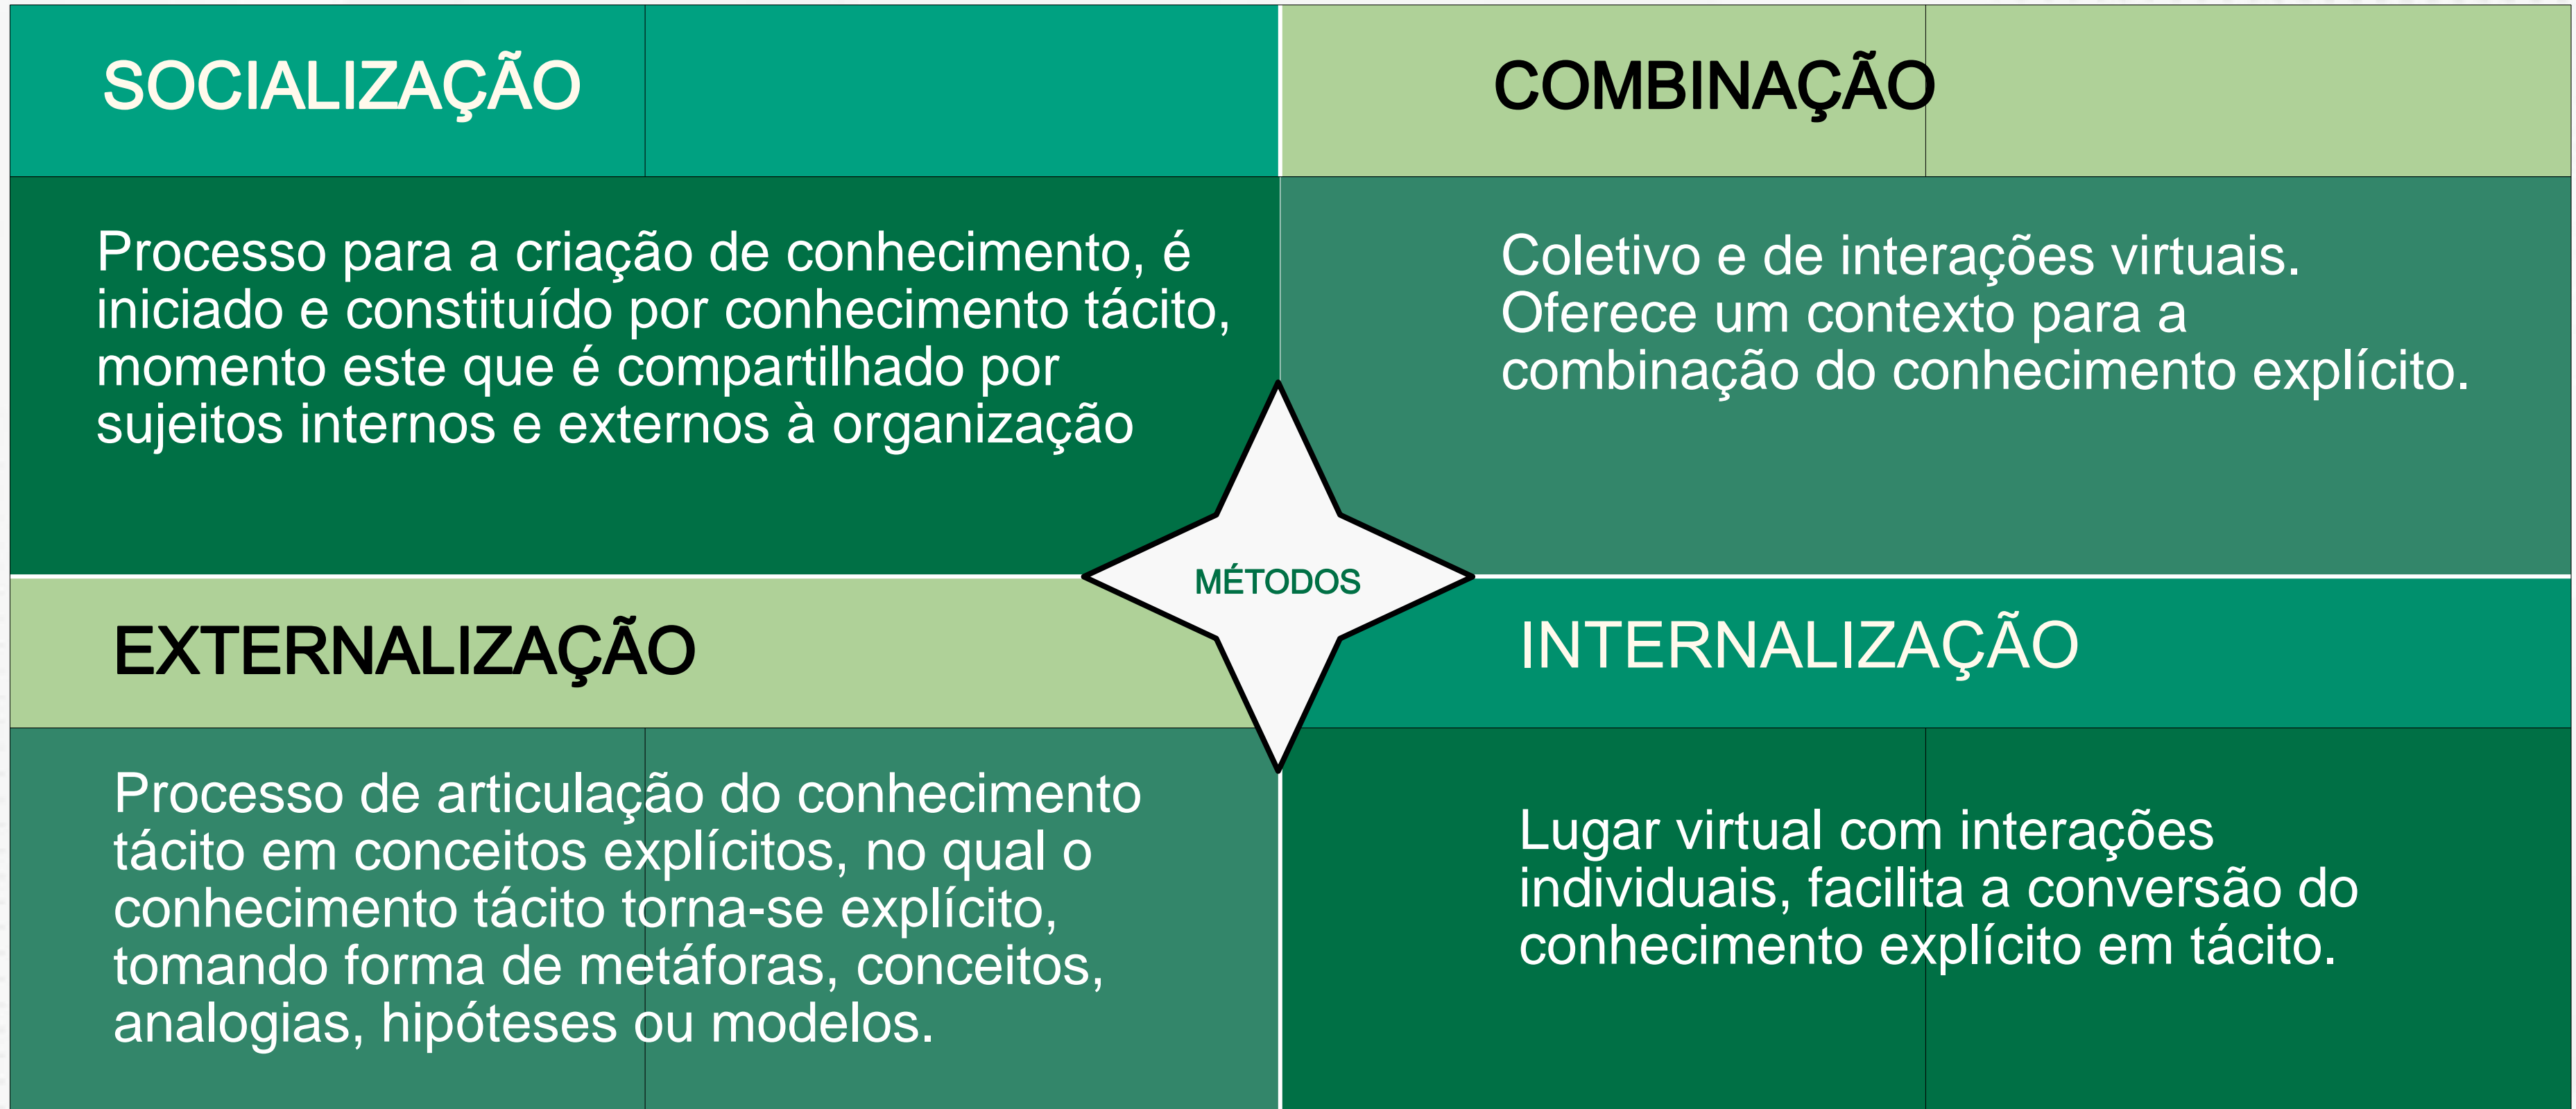 SOCIALIZAÇÃO
Processo para a criação de conhecimento, é
iniciado e constituído por conhecimento tácito,
momento este que é compartilhado por
sujeitos internos e externos à organização
COMBINAÇÃO
Coletivo e de interações virtuais.
Oferece um contexto para a
combinação do conhecimento explícito.
MÉTODOS
EXTERNALIZAÇÃO
Processo de articulação do conhecimento
tácito em conceitos explícitos, no qual o
conhecimento tácito torna-se explícito,
tomando forma de metáforas, conceitos,
analogias, hipóteses ou modelos.
INTERNALIZAÇÃO
Lugar virtual com interações
individuais, facilita a conversão do
conhecimento explícito em tácito.